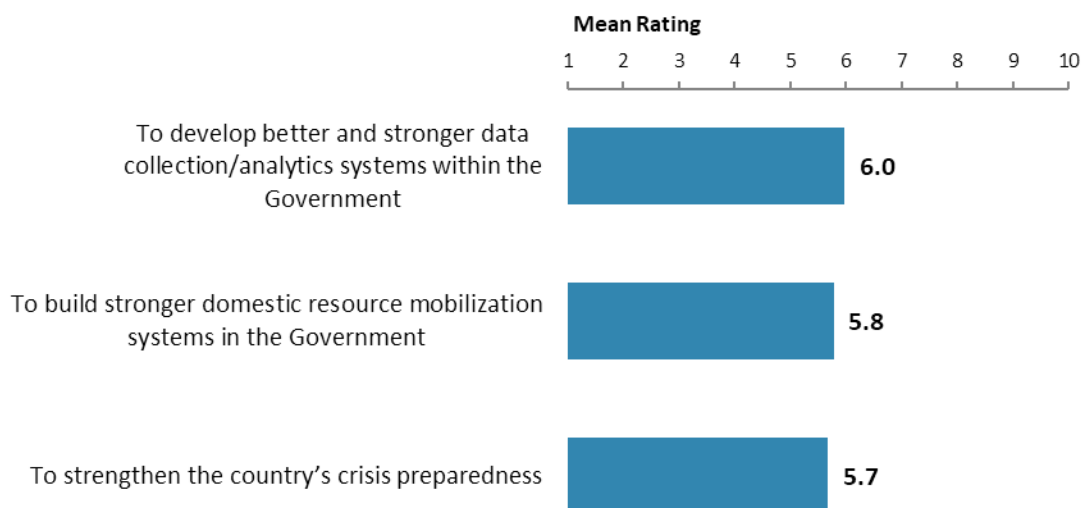 Mean Rating
1 2 3 4 5 6 7 8 9 10
To develop better and stronger data
collection/analytics systems within the
Government
6.0
To build stronger domestic resource mobilization
systems in the Government
5.8
To strengthen the country’s crisis preparedness
5.7